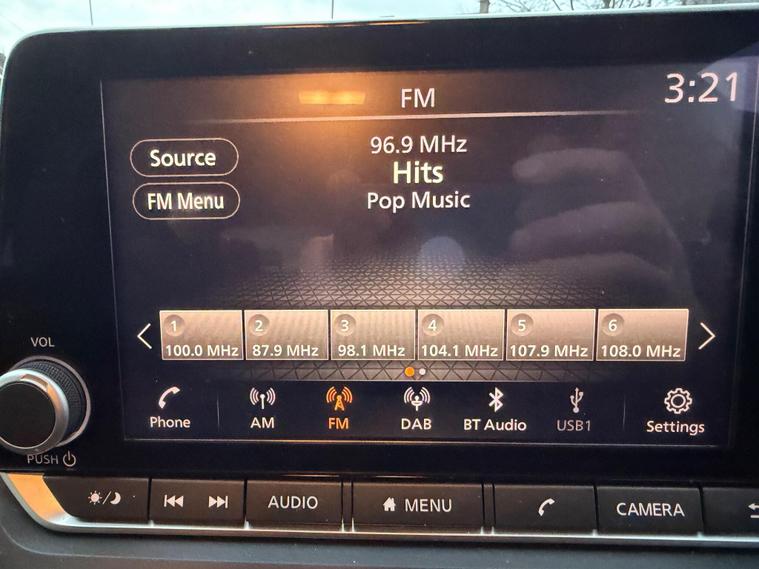 FM
3:21
Source
FM Menu
96.9 MHz
Hits
Pop Music
1
100.0 MHz
2
87.9 MHz
3
98.1 MHz
4
104.1 MHz
5
107.9 MHz
6
108.0 MHz
Phone
AM
FM
DAB
BT Audio
USB1
Settings
VOL
PUSH
AUDIO
MENU
CAMERA